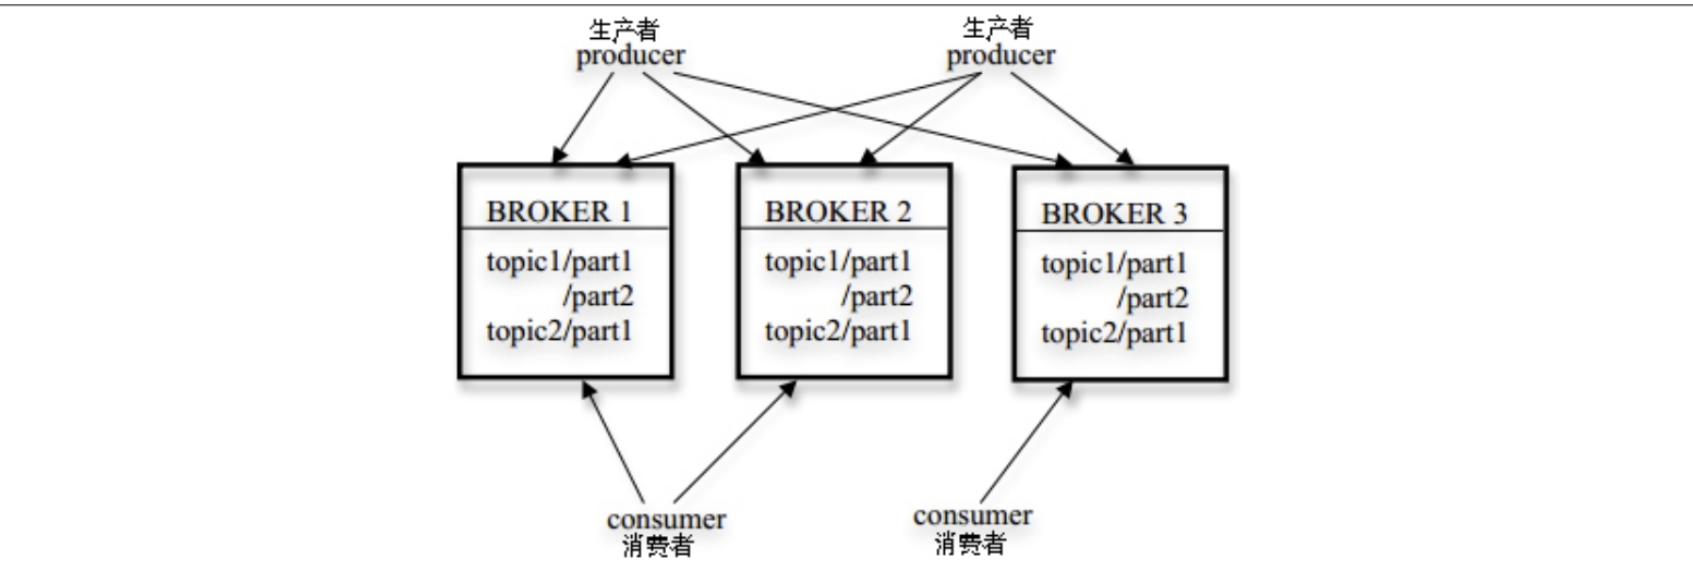 生产者
producer
生产者
producer
BROKER 1
topic1/part1
/part2
topic2/part1
BROKER 2
topic1/part1
/part2
topic2/part1
BROKER 3
topic1/part1
/part2
topic2/part1
consumer
消费者
consumer
消费者